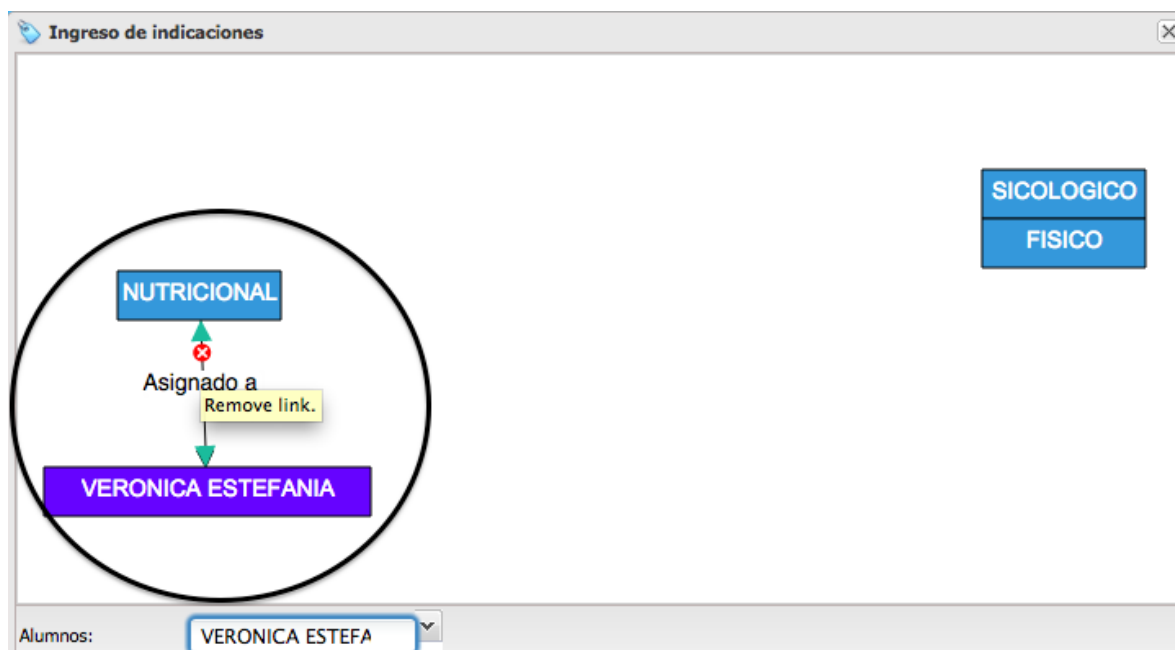 Ingreso de indicaciones
SICOLOGICO
FISICO
NUTRICIONAL
Asignado a
Remove link.
VERONICA ESTEFANIA
Alumnos:
VERONICA ESTEFA